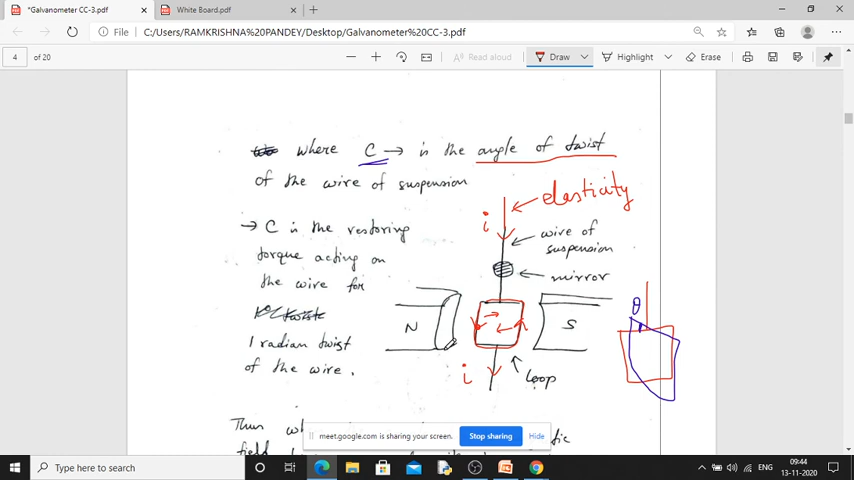 *Galvanometer CC-3.pdf
White Board.pdf
C:/Users/RAMKRISHNA%20PANDEY/Desktop/Galvanometer%20CC-3.pdf
4 of 20
Read aloud
Draw
Highlight
Erase
where C → is the angle of twist
of the wire of suspension
elasticity
i
→ C is the restoring
torque acting on
the wire for
1 radian twist
of the wire.
wire of
suspension
mirror
θ
N
S
i
loop
Thus
meet.google.com is sharing your screen.
Stop sharing
Hide
field
Type here to search
ENG
09:44
13-11-2020